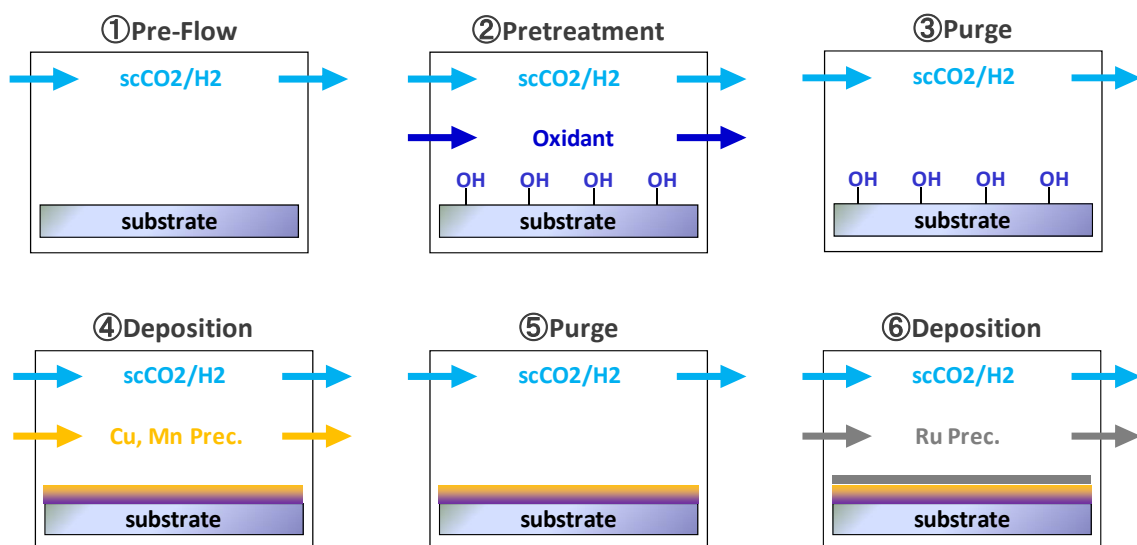 ①Pre-Flow
scCO2/H2
substrate
②Pretreatment
scCO2/H2
Oxidant
OH OH OH OH
substrate
③Purge
scCO2/H2
OH OH OH OH
substrate
④Deposition
scCO2/H2
Cu, Mn Prec.
substrate
⑤Purge
scCO2/H2
substrate
⑥Deposition
scCO2/H2
Ru Prec.
substrate